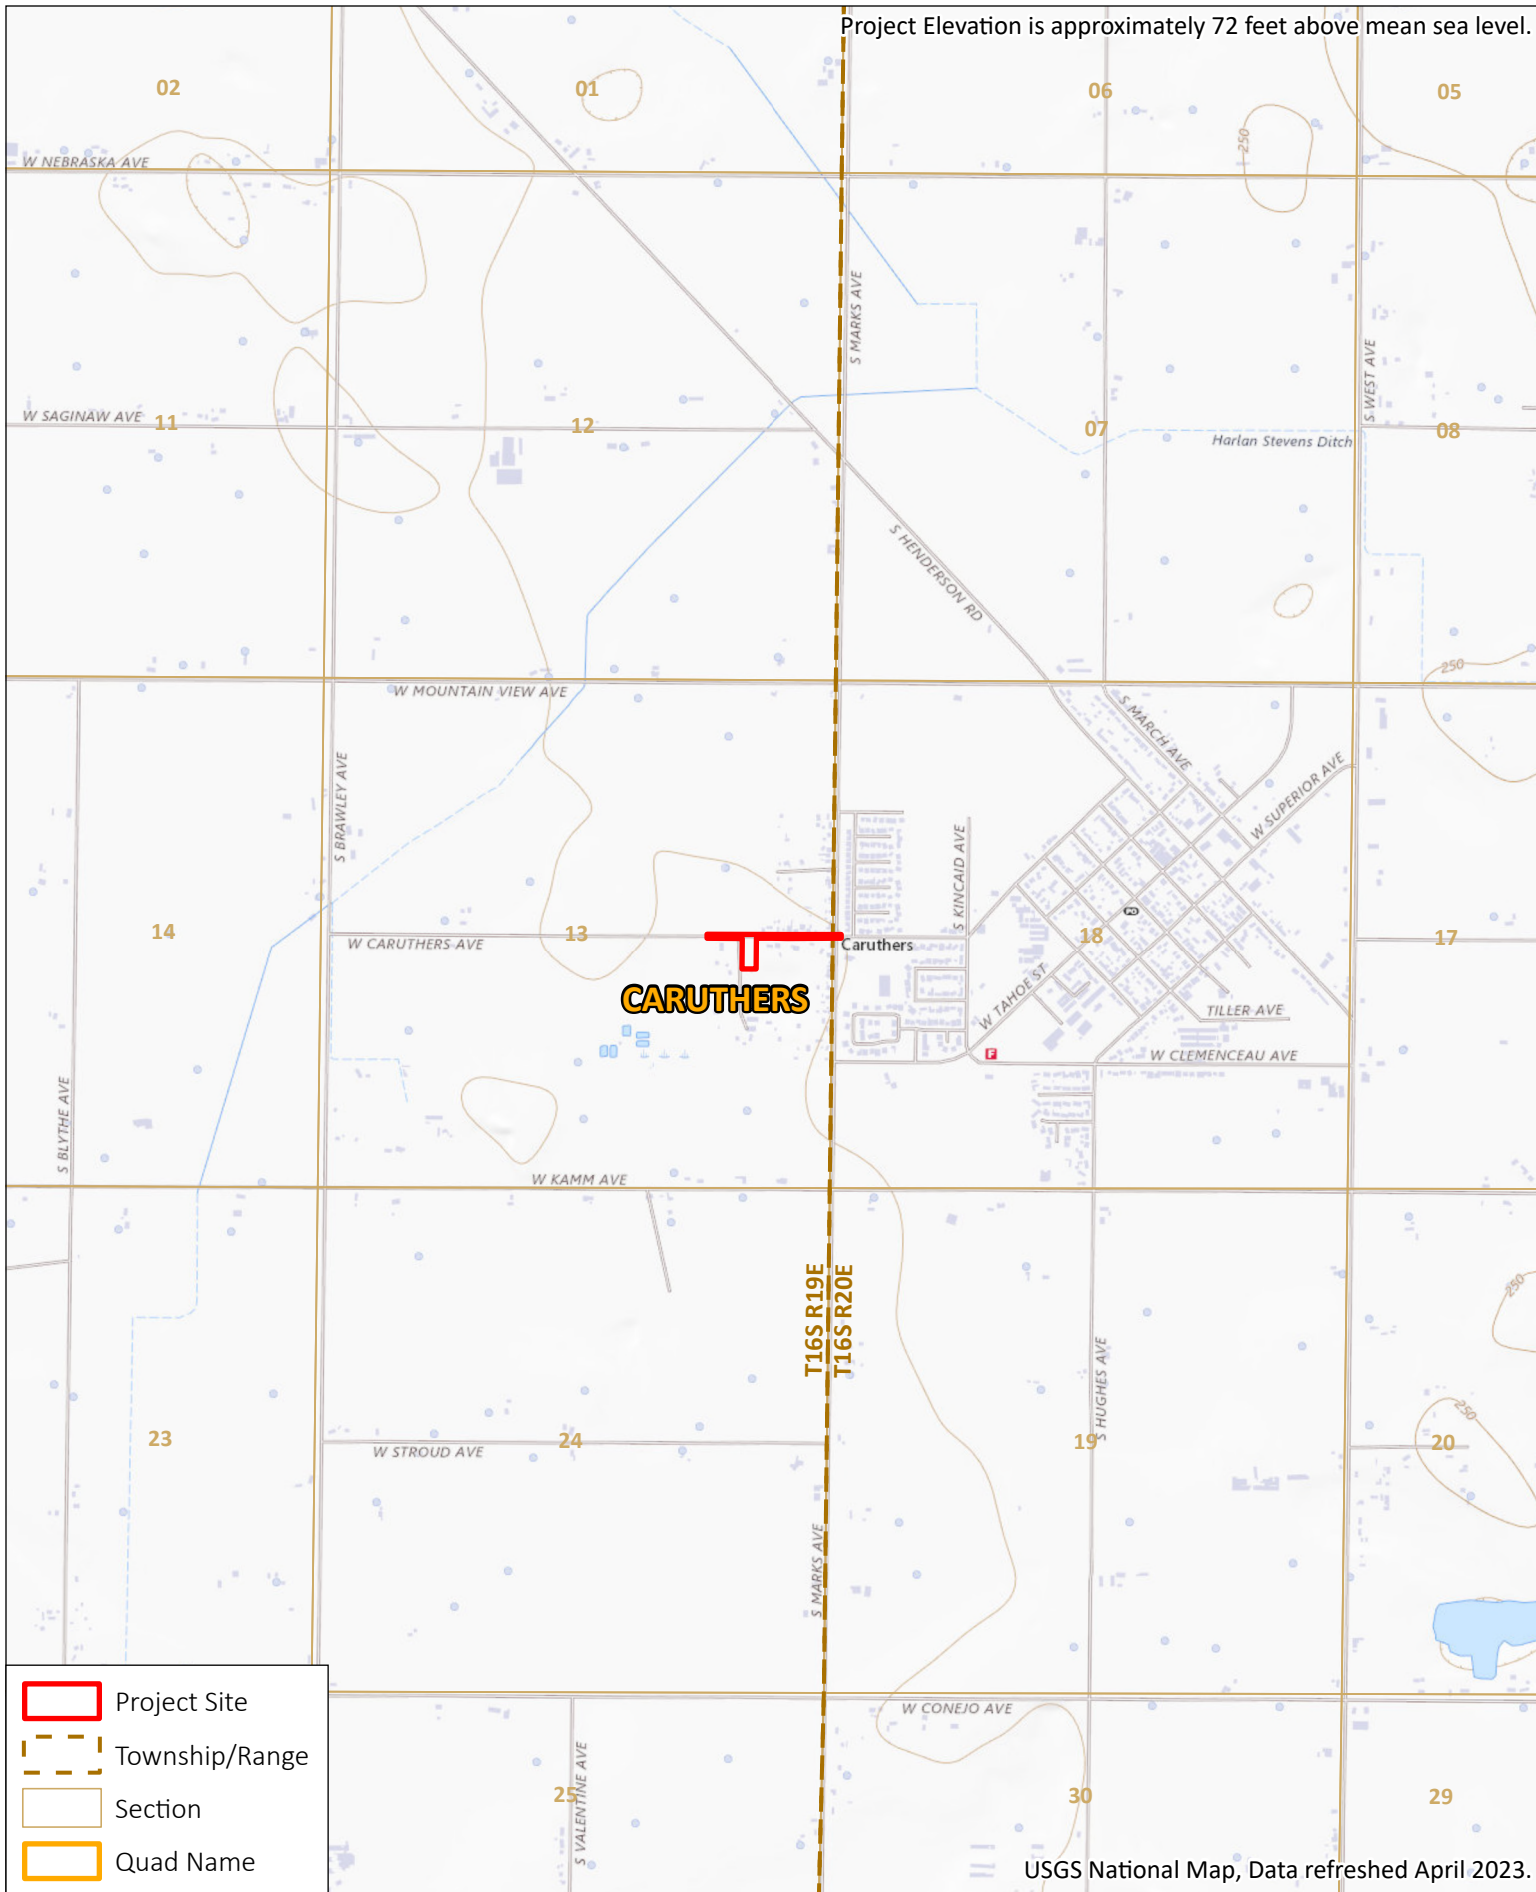 Project Elevation is approximately 72 feet above mean sea level.
02
01
06
05
250
W NEBRASKA AVE
S MARKS AVE
S WEST AVE
W SAGINAW AVE
11
12
07
08
Harlan Stevens Ditch
S HENDERSON RD
250
W MOUNTAIN VIEW AVE
S MARCH AVE
S BRAWLEY AVE
W SUPERIOR AVE
S KINCAID AVE
PO
14
13
18
17
W CARUTHERS AVE
Caruthers
CARUTHERS
W TAHOE ST
TILLER AVE
F
W CLEMENCEAU AVE
S BLYTHE AVE
W KAMM AVE
T16S R19E
T16S R20E
250
S HUGHES AVE
250
23
24
19
20
W STROUD AVE
S MARKS AVE
W CONEJO AVE
S VALENTINE AVE
25
30
29
Project Site
Township/Range
Section
Quad Name
USGS National Map, Data refreshed April 2023.